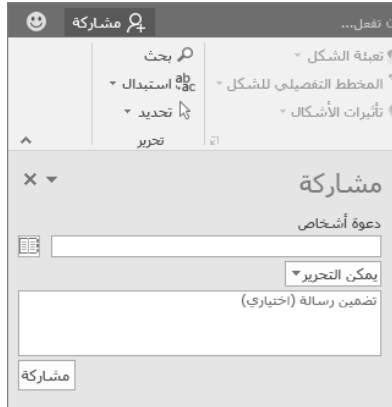 تفعل...
مشاركة
تعبئة الشكل
بحث
المخطط التفصيلي للشكل
استبدال
تأثيرات الأشكال
تحديد
تحرير
مشاركة
دعوة أشخاص
يمكن التحرير
تضمين رسالة (اختياري)
مشاركة